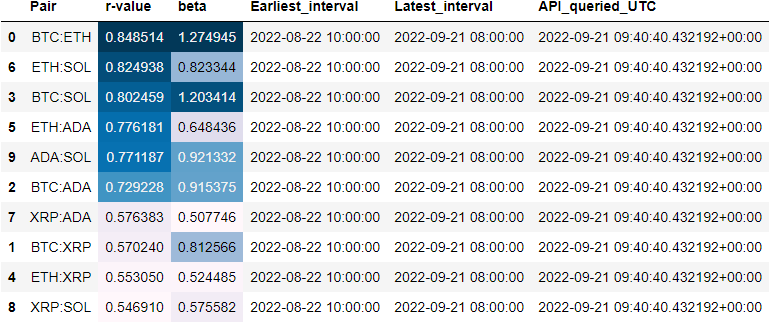 Pair r-value beta Earliest_interval Latest_interval API_queried_UTC
0 BTC:ETH 0.848514 1.274945 2022-08-22 10:00:00 2022-09-21 08:00:00 2022-09-21 09:40:40.432192+00:00
6 ETH:SOL 0.824938 0.823344 2022-08-22 10:00:00 2022-09-21 08:00:00 2022-09-21 09:40:40.432192+00:00
3 BTC:SOL 0.802459 1.203414 2022-08-22 10:00:00 2022-09-21 08:00:00 2022-09-21 09:40:40.432192+00:00
5 ETH:ADA 0.776181 0.648436 2022-08-22 10:00:00 2022-09-21 08:00:00 2022-09-21 09:40:40.432192+00:00
9 ADA:SOL 0.771187 0.921332 2022-08-22 10:00:00 2022-09-21 08:00:00 2022-09-21 09:40:40.432192+00:00
2 BTC:ADA 0.729228 0.915375 2022-08-22 10:00:00 2022-09-21 08:00:00 2022-09-21 09:40:40.432192+00:00
7 XRP:ADA 0.576383 0.507746 2022-08-22 10:00:00 2022-09-21 08:00:00 2022-09-21 09:40:40.432192+00:00
1 BTC:XRP 0.570240 0.812566 2022-08-22 10:00:00 2022-09-21 08:00:00 2022-09-21 09:40:40.432192+00:00
4 ETH:XRP 0.553050 0.524485 2022-08-22 10:00:00 2022-09-21 08:00:00 2022-09-21 09:40:40.432192+00:00
8 XRP:SOL 0.546910 0.575582 2022-08-22 10:00:00 2022-09-21 08:00:00 2022-09-21 09:40:40.432192+00:00